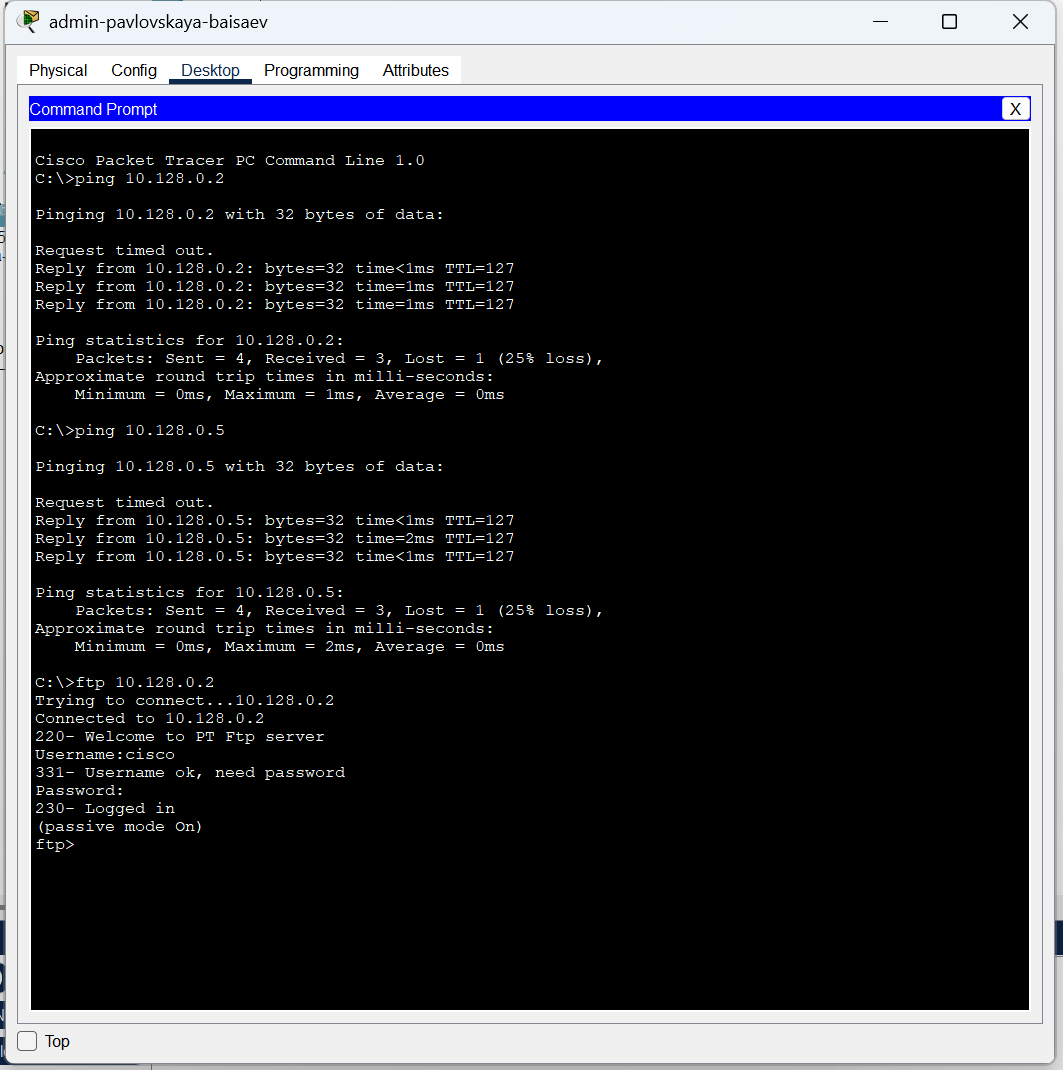 admin-pavlovskaya-baisaev
Physical Config Desktop Programming Attributes
Command Prompt
X
Cisco Packet Tracer PC Command Line 1.0
C:\>ping 10.128.0.2
Pinging 10.128.0.2 with 32 bytes of data:
Request timed out.
Reply from 10.128.0.2: bytes=32 time<1ms TTL=127
Reply from 10.128.0.2: bytes=32 time=1ms TTL=127
Reply from 10.128.0.2: bytes=32 time=1ms TTL=127
Ping statistics for 10.128.0.2:
    Packets: Sent = 4, Received = 3, Lost = 1 (25% loss),
Approximate round trip times in milli-seconds:
    Minimum = 0ms, Maximum = 1ms, Average = 0ms
C:\>ping 10.128.0.5
Pinging 10.128.0.5 with 32 bytes of data:
Request timed out.
Reply from 10.128.0.5: bytes=32 time<1ms TTL=127
Reply from 10.128.0.5: bytes=32 time=2ms TTL=127
Reply from 10.128.0.5: bytes=32 time<1ms TTL=127
Ping statistics for 10.128.0.5:
    Packets: Sent = 4, Received = 3, Lost = 1 (25% loss),
Approximate round trip times in milli-seconds:
    Minimum = 0ms, Maximum = 2ms, Average = 0ms
C:\>ftp 10.128.0.2
Trying to connect...10.128.0.2
Connected to 10.128.0.2
220- Welcome to PT Ftp server
Username:cisco
331- Username ok, need password
Password:
230- Logged in
(passive mode On)
ftp>
Top